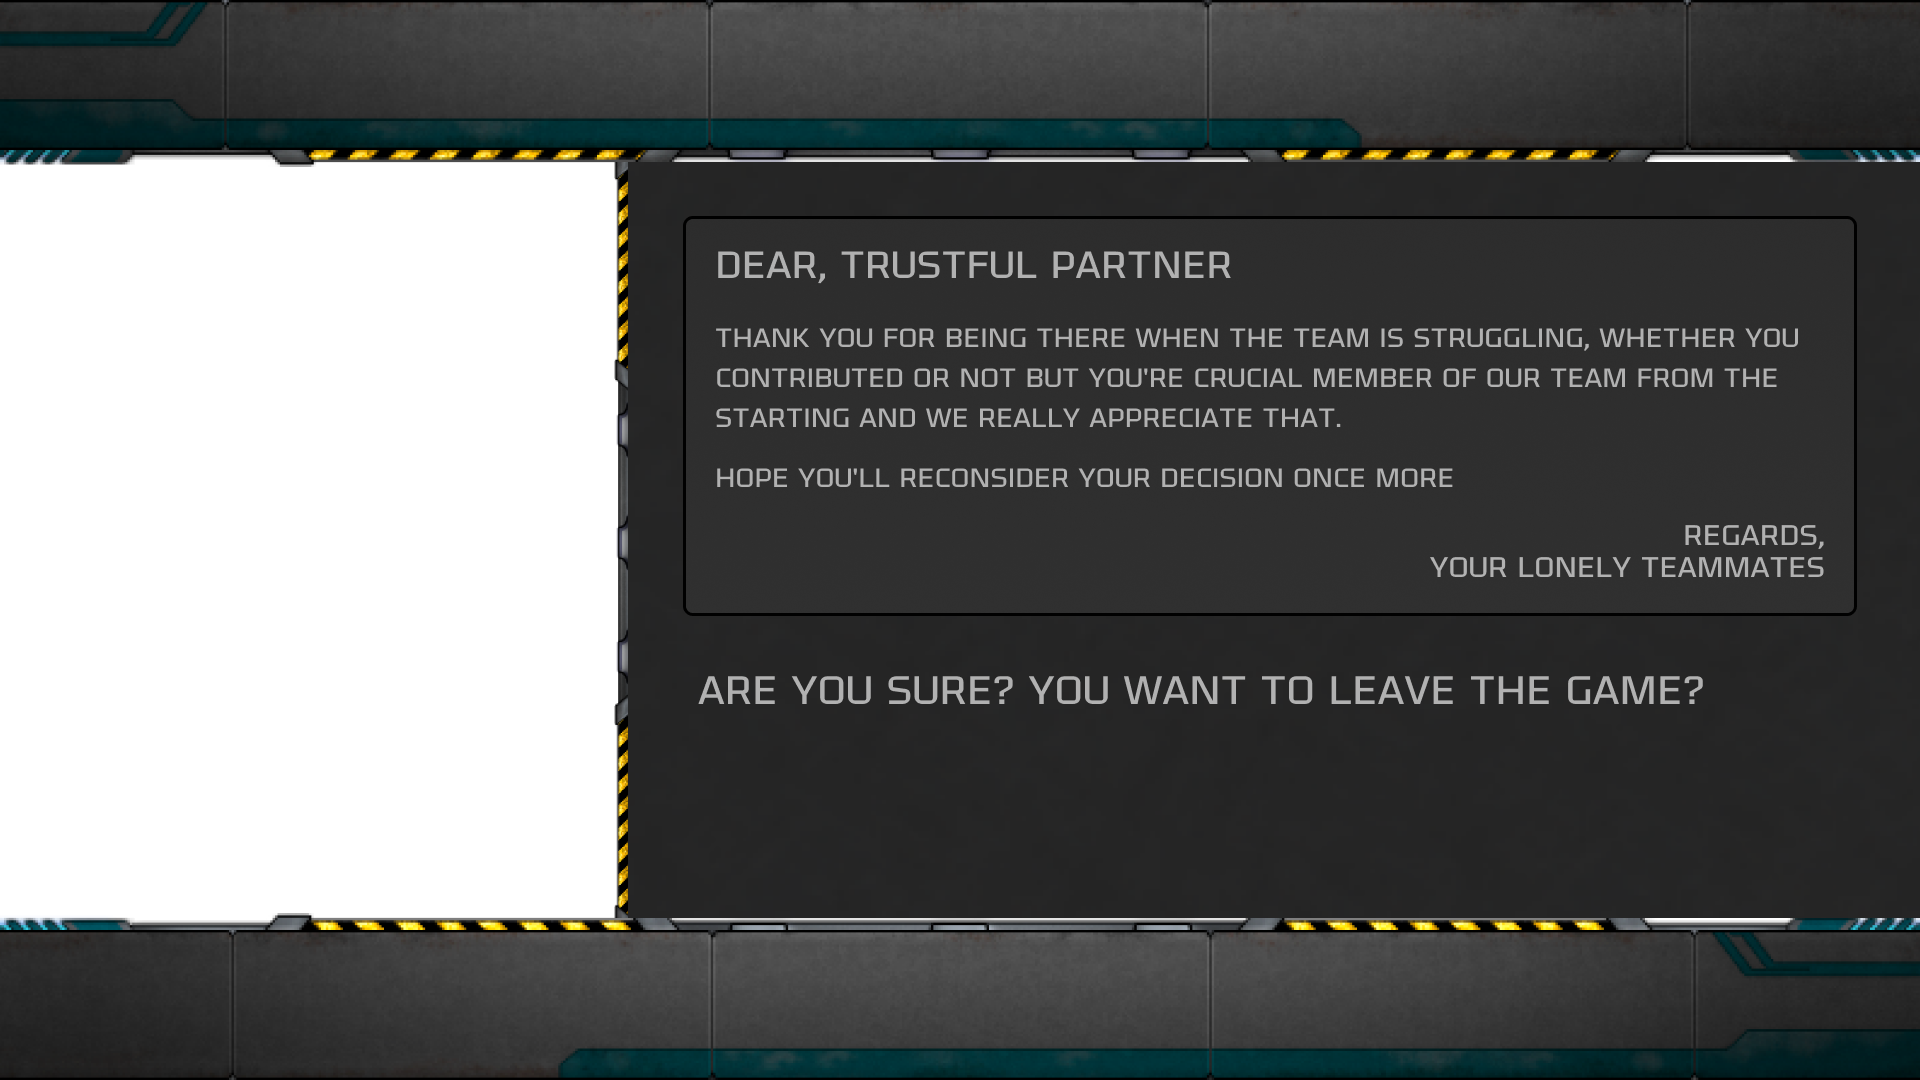 DEAR, TRUSTFUL PARTNER
THANK YOU FOR BEING THERE WHEN THE TEAM IS STRUGGLING, WHETHER YOU
CONTRIBUTED OR NOT BUT YOU'RE CRUCIAL MEMBER OF OUR TEAM FROM THE
STARTING AND WE REALLY APPRECIATE THAT.
HOPE YOU'LL RECONSIDER YOUR DECISION ONCE MORE
REGARDS,
YOUR LONELY TEAMMATES
ARE YOU SURE? YOU WANT TO LEAVE THE GAME?